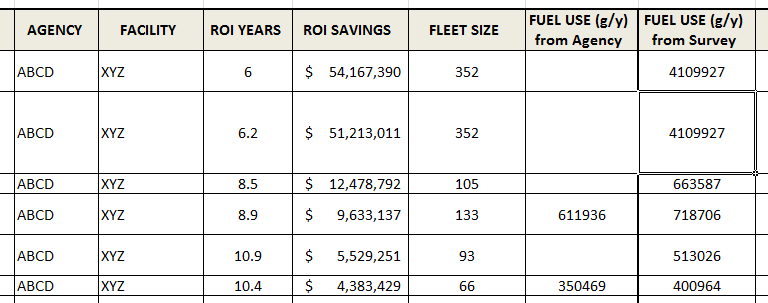 AGENCY FACILITY ROI YEARS ROI SAVINGS FLEET SIZE FUEL USE (g/y) from Agency FUEL USE (g/y) from Survey
ABCD XYZ 6 $ 54,167,390 352 4109927
ABCD XYZ 6.2 $ 51,213,011 352 4109927
ABCD XYZ 8.5 $ 12,478,792 105 663587
ABCD XYZ 8.9 $ 9,633,137 133 611936 718706
ABCD XYZ 10.9 $ 5,529,251 93 513026
ABCD XYZ 10.4 $ 4,383,429 66 350469 400964